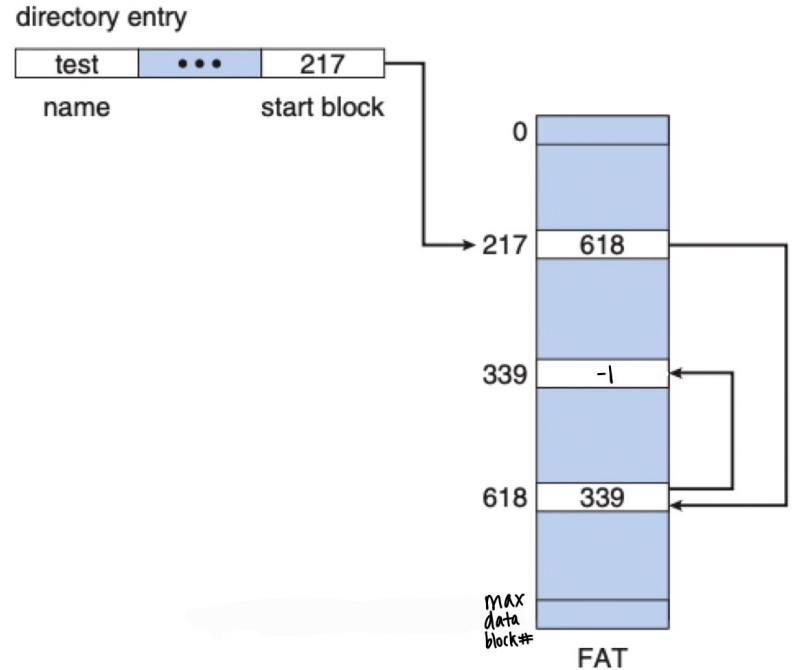 directory entry
test ••• 217
name start block
0
217 618
339 -1
618 339
max
data
block#
FAT